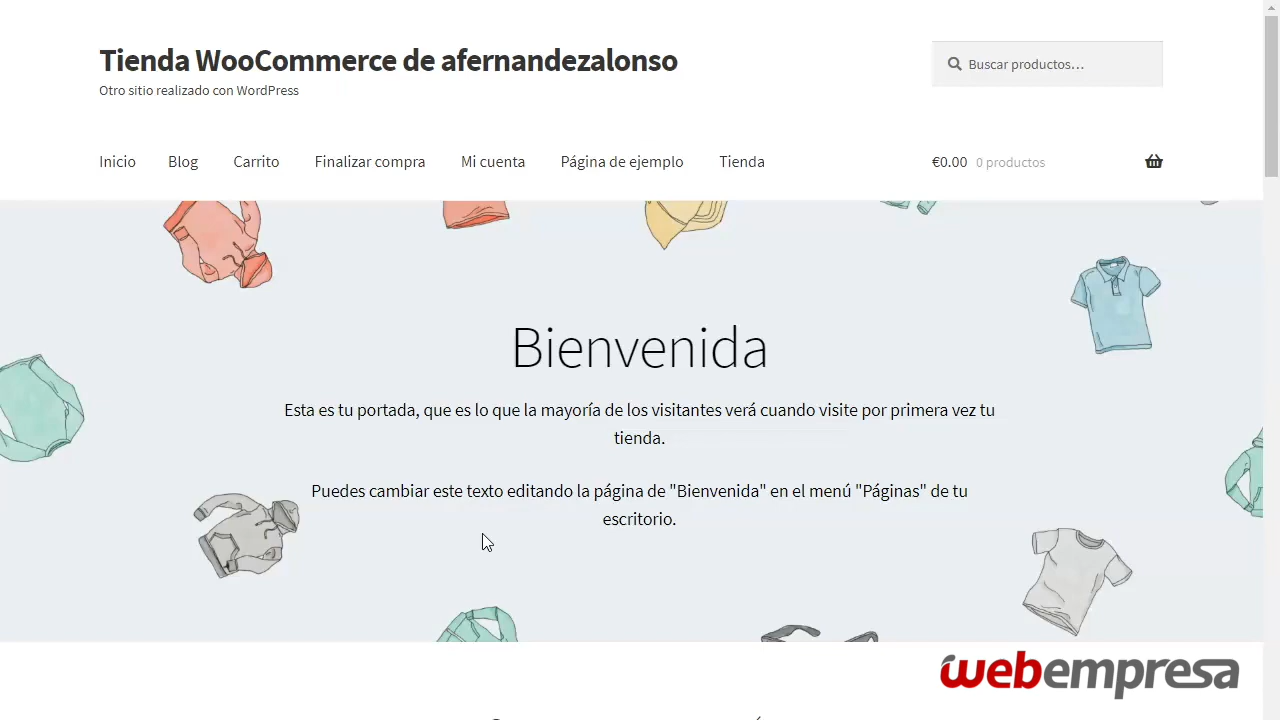 Tienda WooCommerce de afernandezalonso
Otro sitio realizado con WordPress
Buscar productos…
Inicio Blog Carrito Finalizar compra Mi cuenta Página de ejemplo Tienda
€0.00 0 productos
Bienvenida
Esta es tu portada, que es lo que la mayoría de los visitantes verá cuando visite por primera vez tu
tienda.
Puedes cambiar este texto editando la página de "Bienvenida" en el menú "Páginas" de tu
escritorio.
webempresa